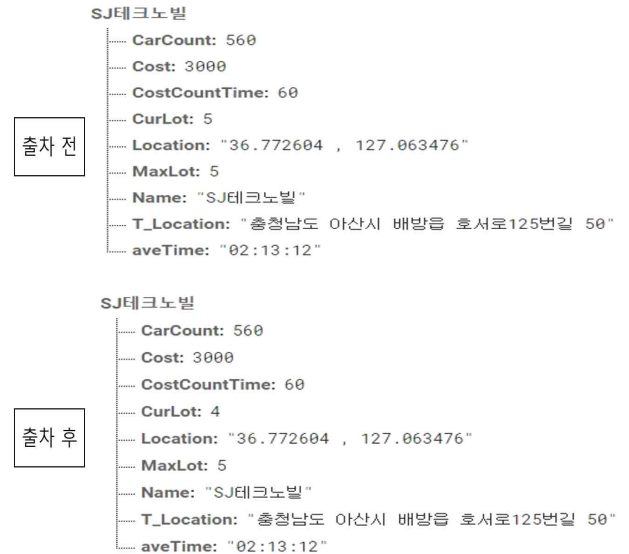 SJ테크노빌
CarCount: 560
Cost: 3000
CostCountTime: 60
CurLot: 5
출차 전
Location: "36.772604 , 127.063476"
MaxLot: 5
Name: "SJ테크노빌"
T_Location: "충청남도 아산시 배방읍 호서로125번길 50"
aveTime: "02:13:12"
SJ테크노빌
CarCount: 560
Cost: 3000
CostCountTime: 60
CurLot: 4
출차 후
Location: "36.772604 , 127.063476"
MaxLot: 5
Name: "SJ테크노빌"
T_Location: "충청남도 아산시 배방읍 호서로125번길 50"
aveTime: "02:13:12"